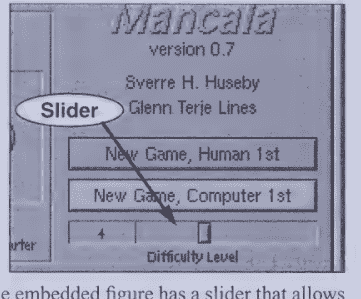 Mancala
version 0.7
Sverre H. Huseby
Glenn Terje Lines
Slider
New Game, Human 1st
New Game, Computer 1st
4
Difficulty Level
embedded figure has a slider that allows